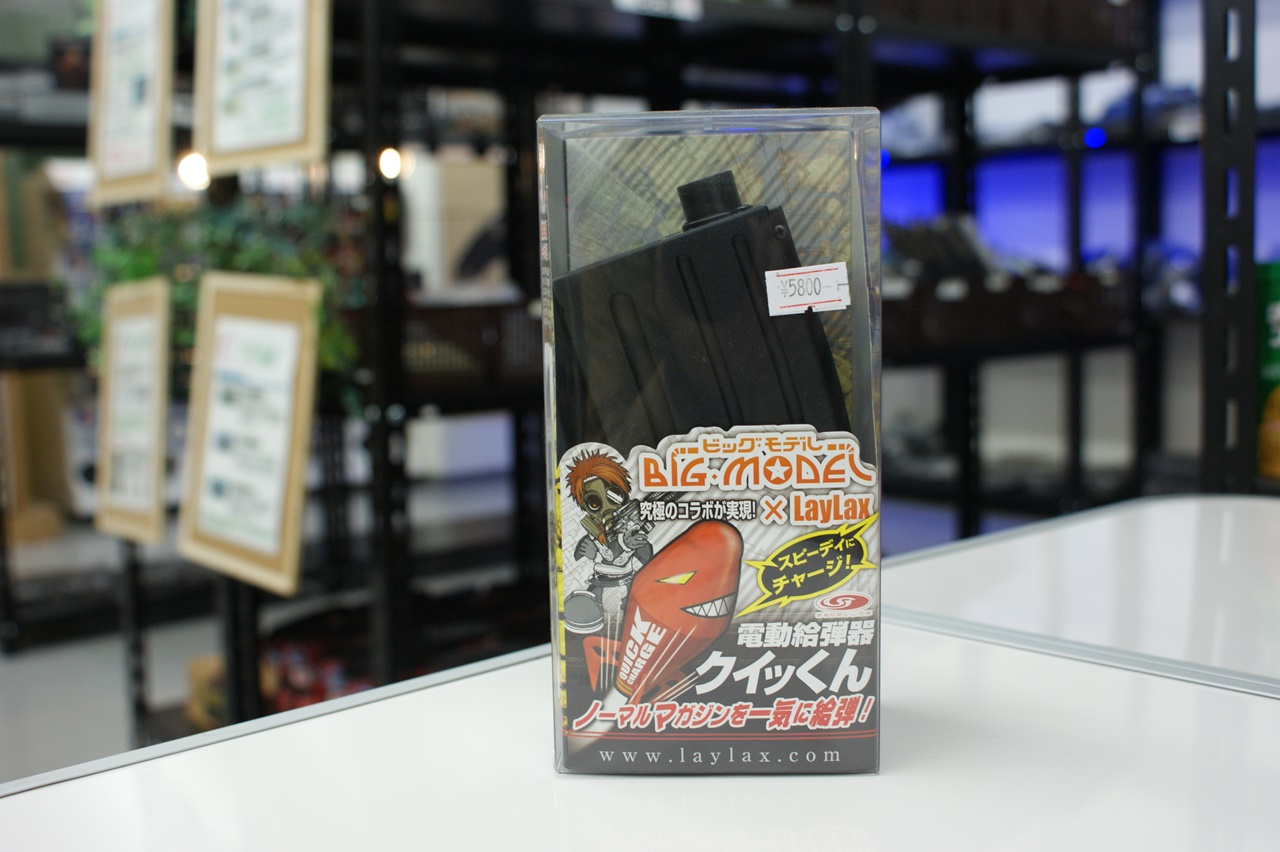 ¥5800-
ビッグ・モデル
BIG★MODEL
究極のコラボが実現!
× LayLax
スピーディに
チャージ!
QUICK
CHARGE
電動給弾器
クイッくん
ノーマルマガジンを一気に給弾!
www.laylax.com